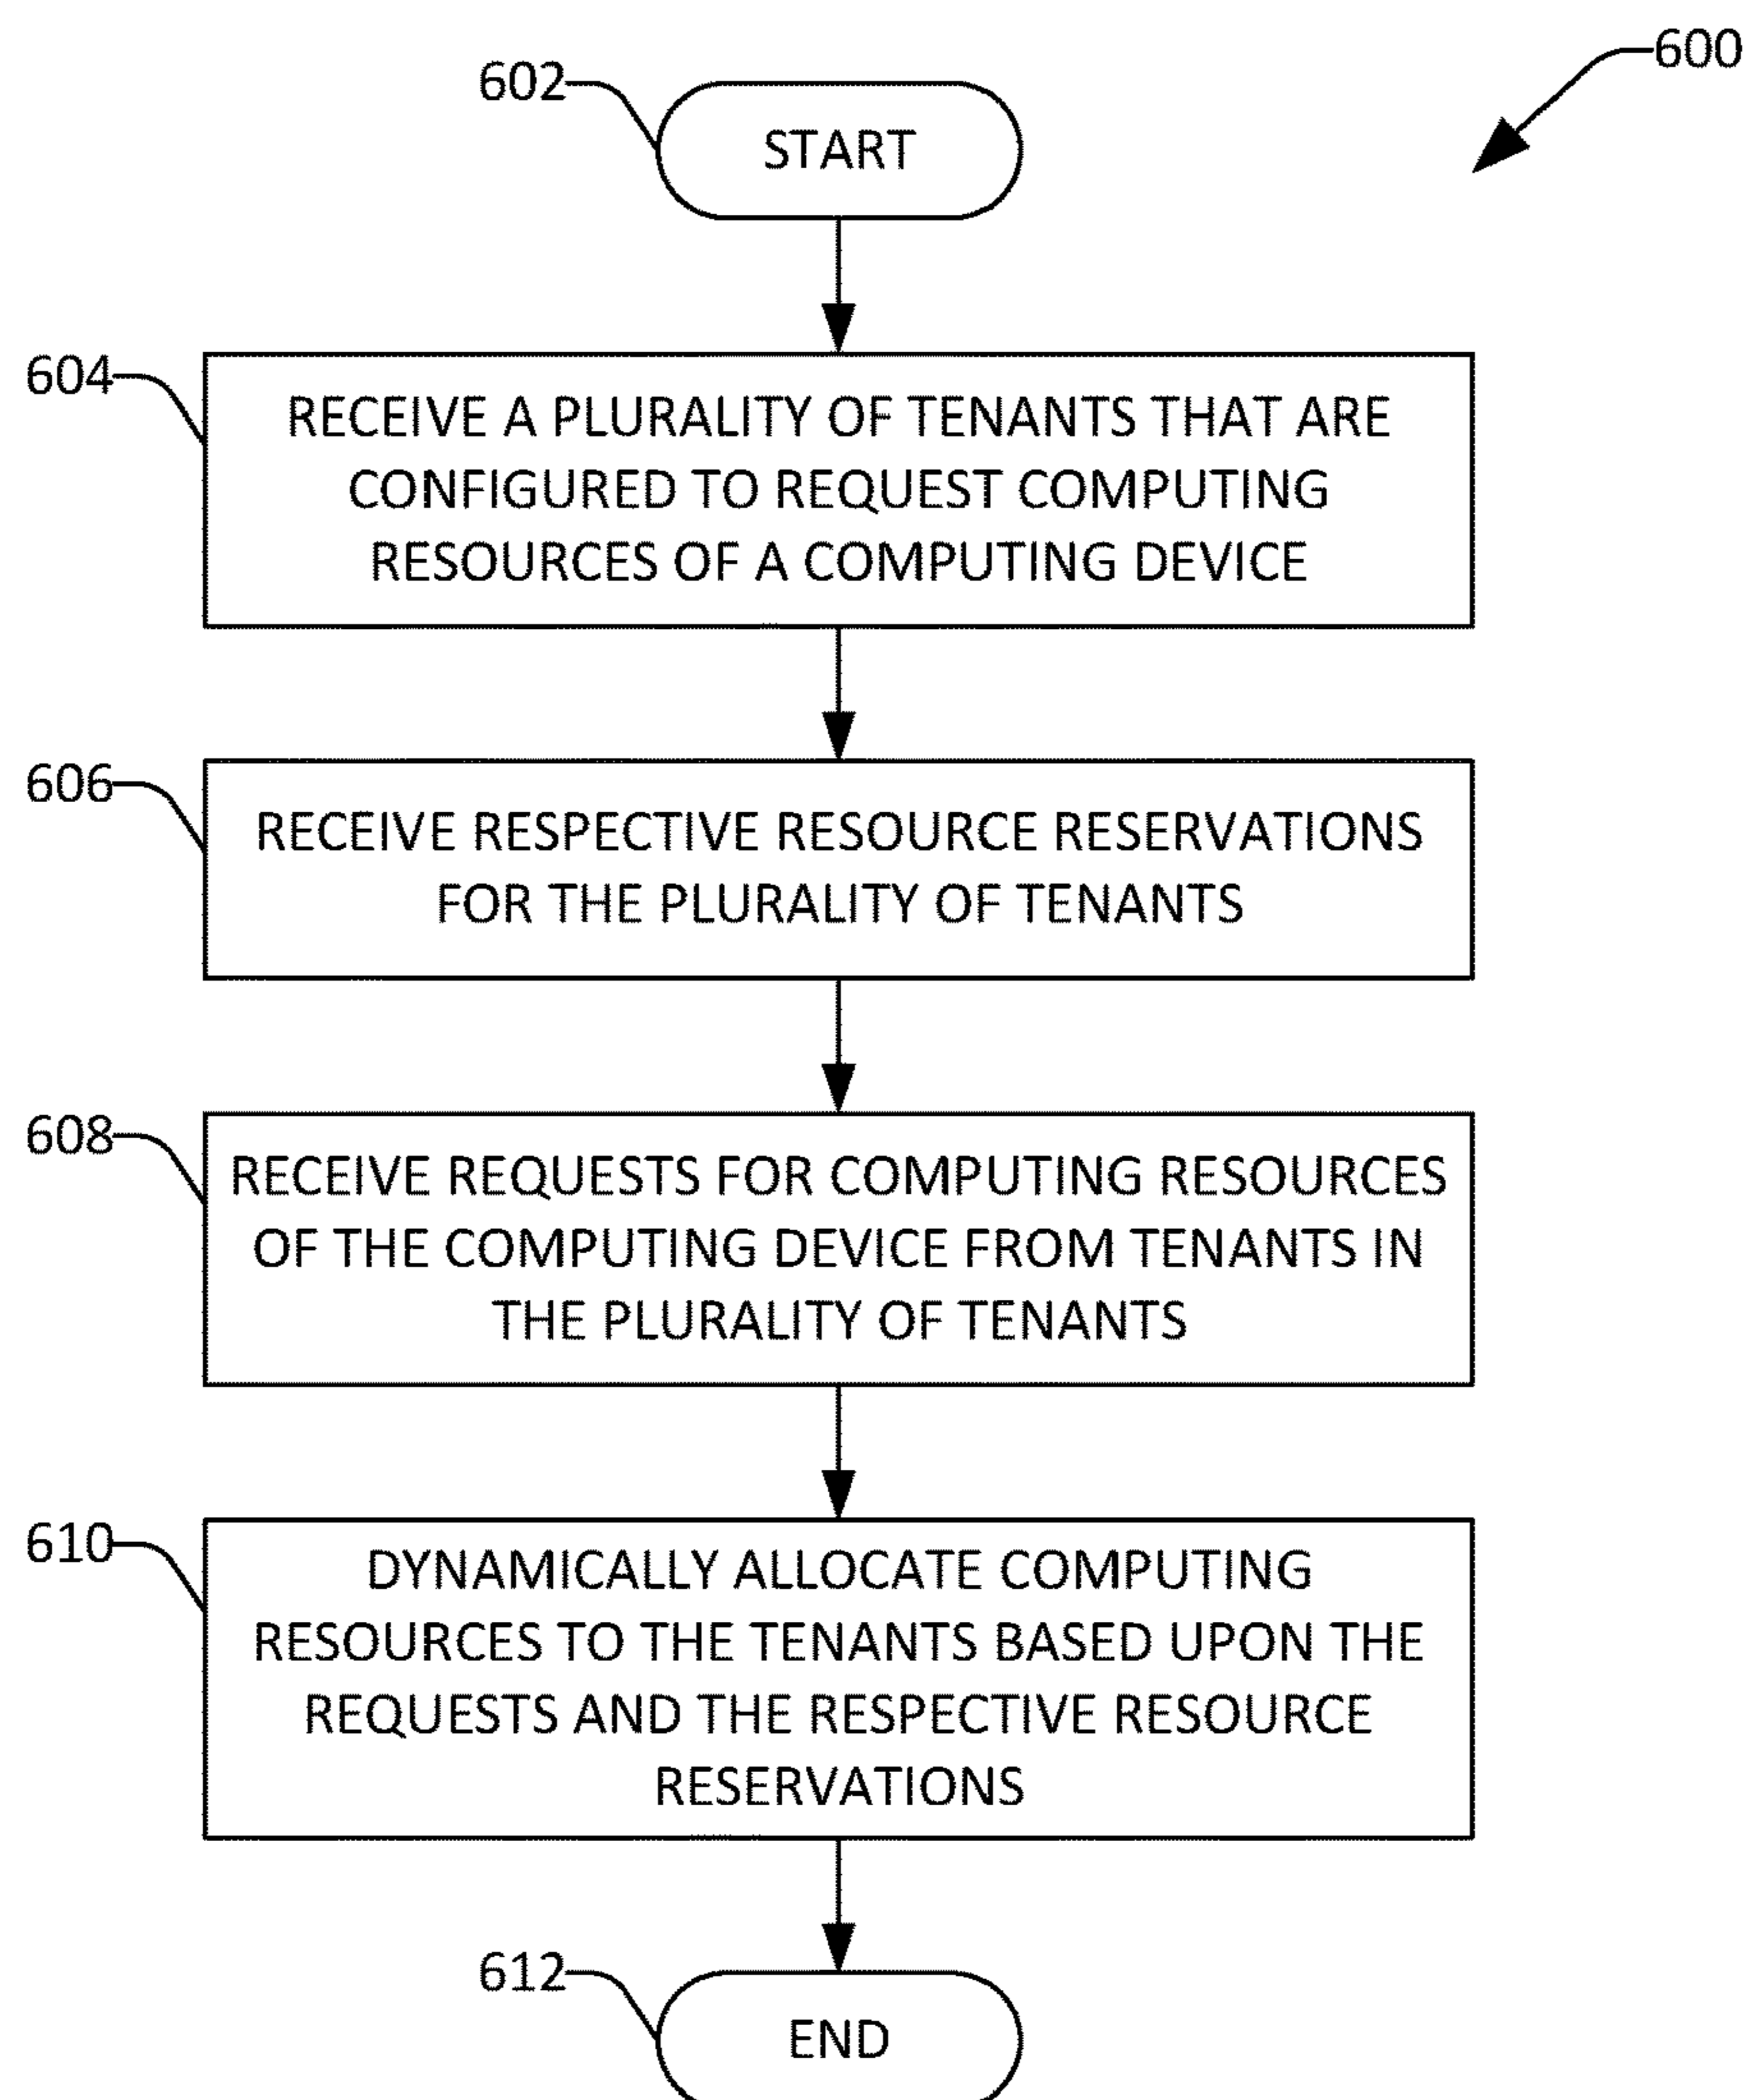 600
602
START
604
RECEIVE A PLURALITY OF TENANTS THAT ARE
CONFIGURED TO REQUEST COMPUTING
RESOURCES OF A COMPUTING DEVICE
606
RECEIVE RESPECTIVE RESOURCE RESERVATIONS
FOR THE PLURALITY OF TENANTS
608
RECEIVE REQUESTS FOR COMPUTING RESOURCES
OF THE COMPUTING DEVICE FROM TENANTS IN
THE PLURALITY OF TENANTS
610
DYNAMICALLY ALLOCATE COMPUTING
RESOURCES TO THE TENANTS BASED UPON THE
REQUESTS AND THE RESPECTIVE RESOURCE
RESERVATIONS
612
END